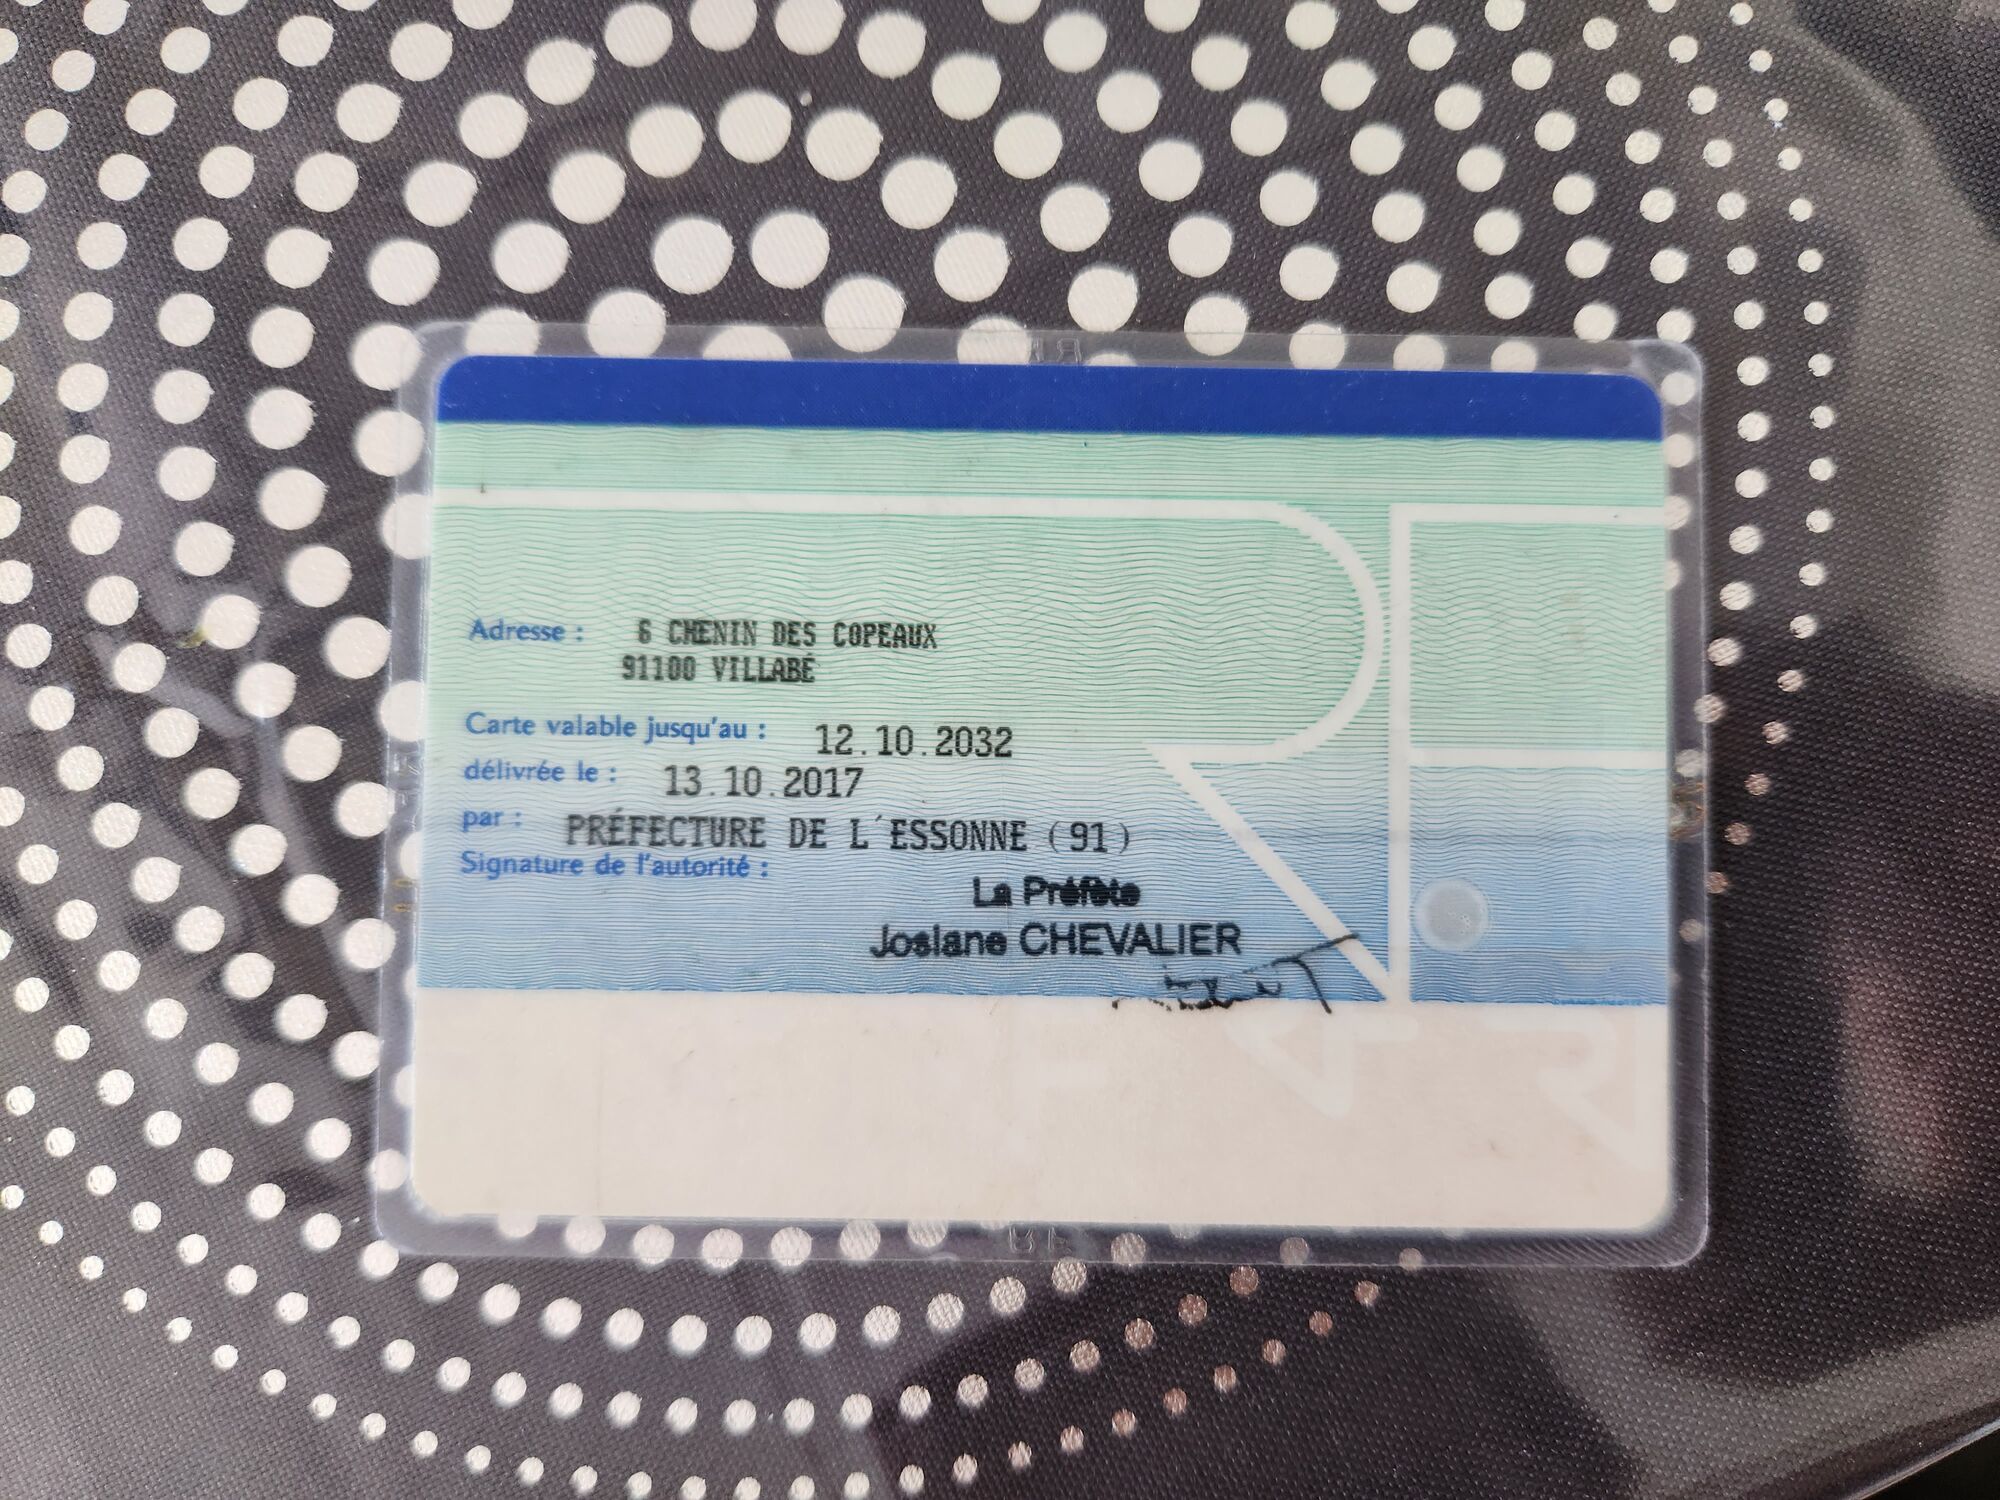 Adresse : 6 CHENIN DES COPEAUX
91100 VILLABÉ
Carte valable jusqu'au : 12.10.2032
délivrée le : 13.10.2017
par : PRÉFECTURE DE L'ESSONNE (91)
Signature de l'autorité :
La Préfète
Josiane CHEVALIER
RF